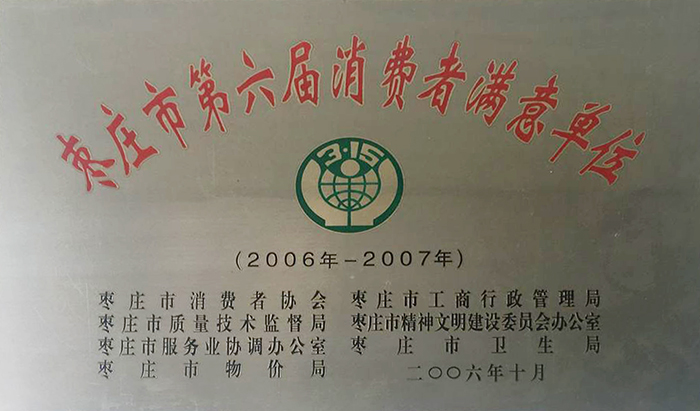 枣庄市第六届消费者满意单位
3·15
(2006年-2007年)
枣庄市消费者协会 枣庄市工商行政管理局
枣庄市质量技术监督局 枣庄市精神文明建设委员会办公室
枣庄市服务业协调办公室 枣庄市卫生局
枣庄市物价局 二〇〇六年十月